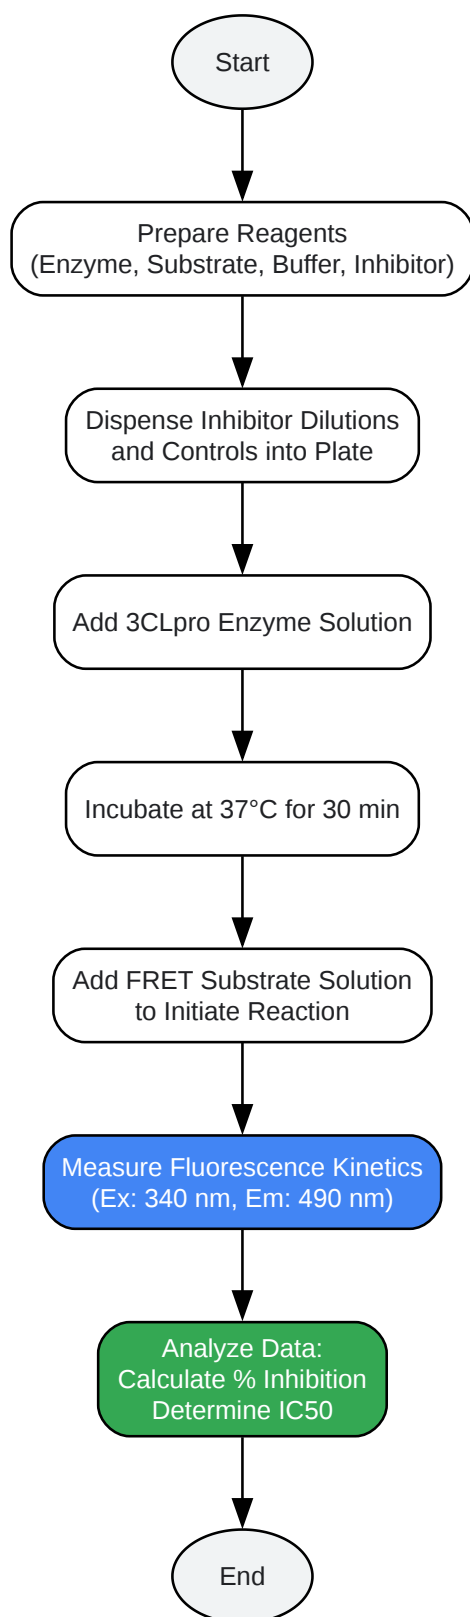 Start
Prepare Reagents
(Enzyme, Substrate, Buffer, Inhibitor)
Dispense Inhibitor Dilutions
and Controls into Plate
Add 3CLpro Enzyme Solution
Incubate at 37°C for 30 min
Add FRET Substrate Solution
to Initiate Reaction
Measure Fluorescence Kinetics
(Ex: 340 nm, Em: 490 nm)
Analyze Data:
Calculate % Inhibition
Determine IC50
End